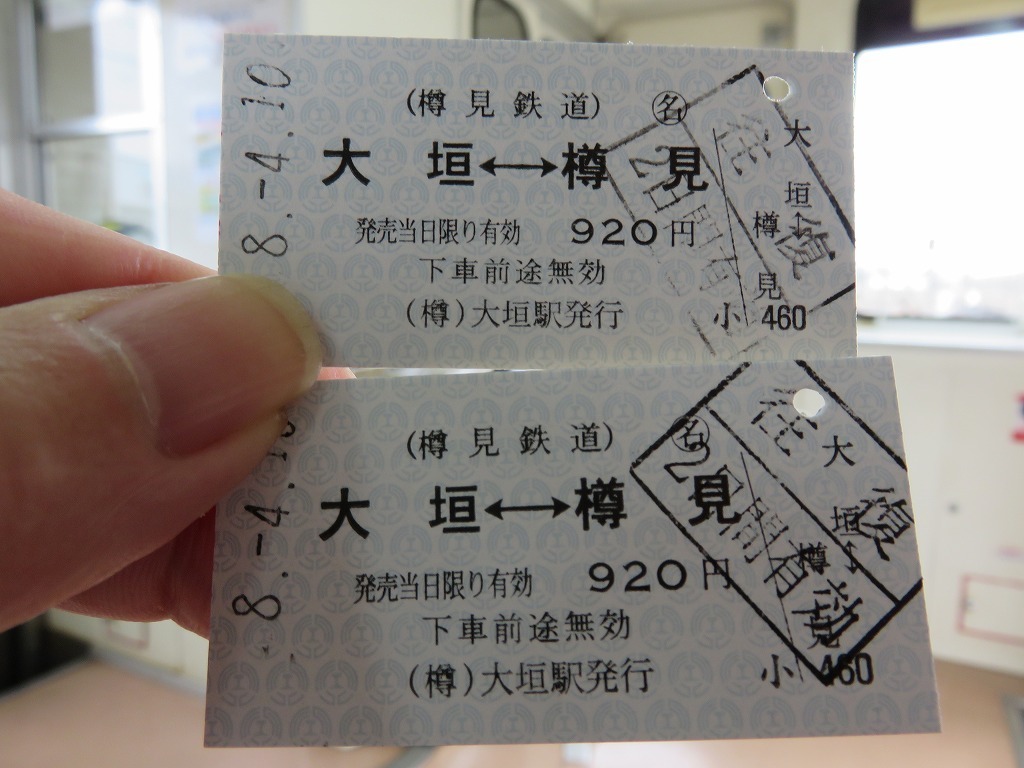 8.-4.10
(樽見鉄道) ㊔
大垣↔樽見
発売当日限り有効 920円
下車前途無効
(樽)大垣駅発行
大垣↔樽見
小 460
往復
2日間有
8.-4.10
(樽見鉄道) ㊔
大垣↔樽見
発売当日限り有効 920円
下車前途無効
(樽)大垣駅発行
大垣↔樽見
小 460
往復
2日間有効